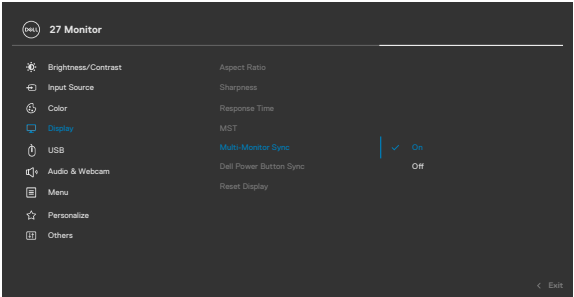 DELL
27 Monitor
Brightness/Contrast
Input Source
Color
Display
USB
Audio & Webcam
Menu
Personalize
Others
Aspect Ratio
Sharpness
Response Time
MST
Multi-Monitor Sync
Dell Power Button Sync
Reset Display
On
Off
Exit